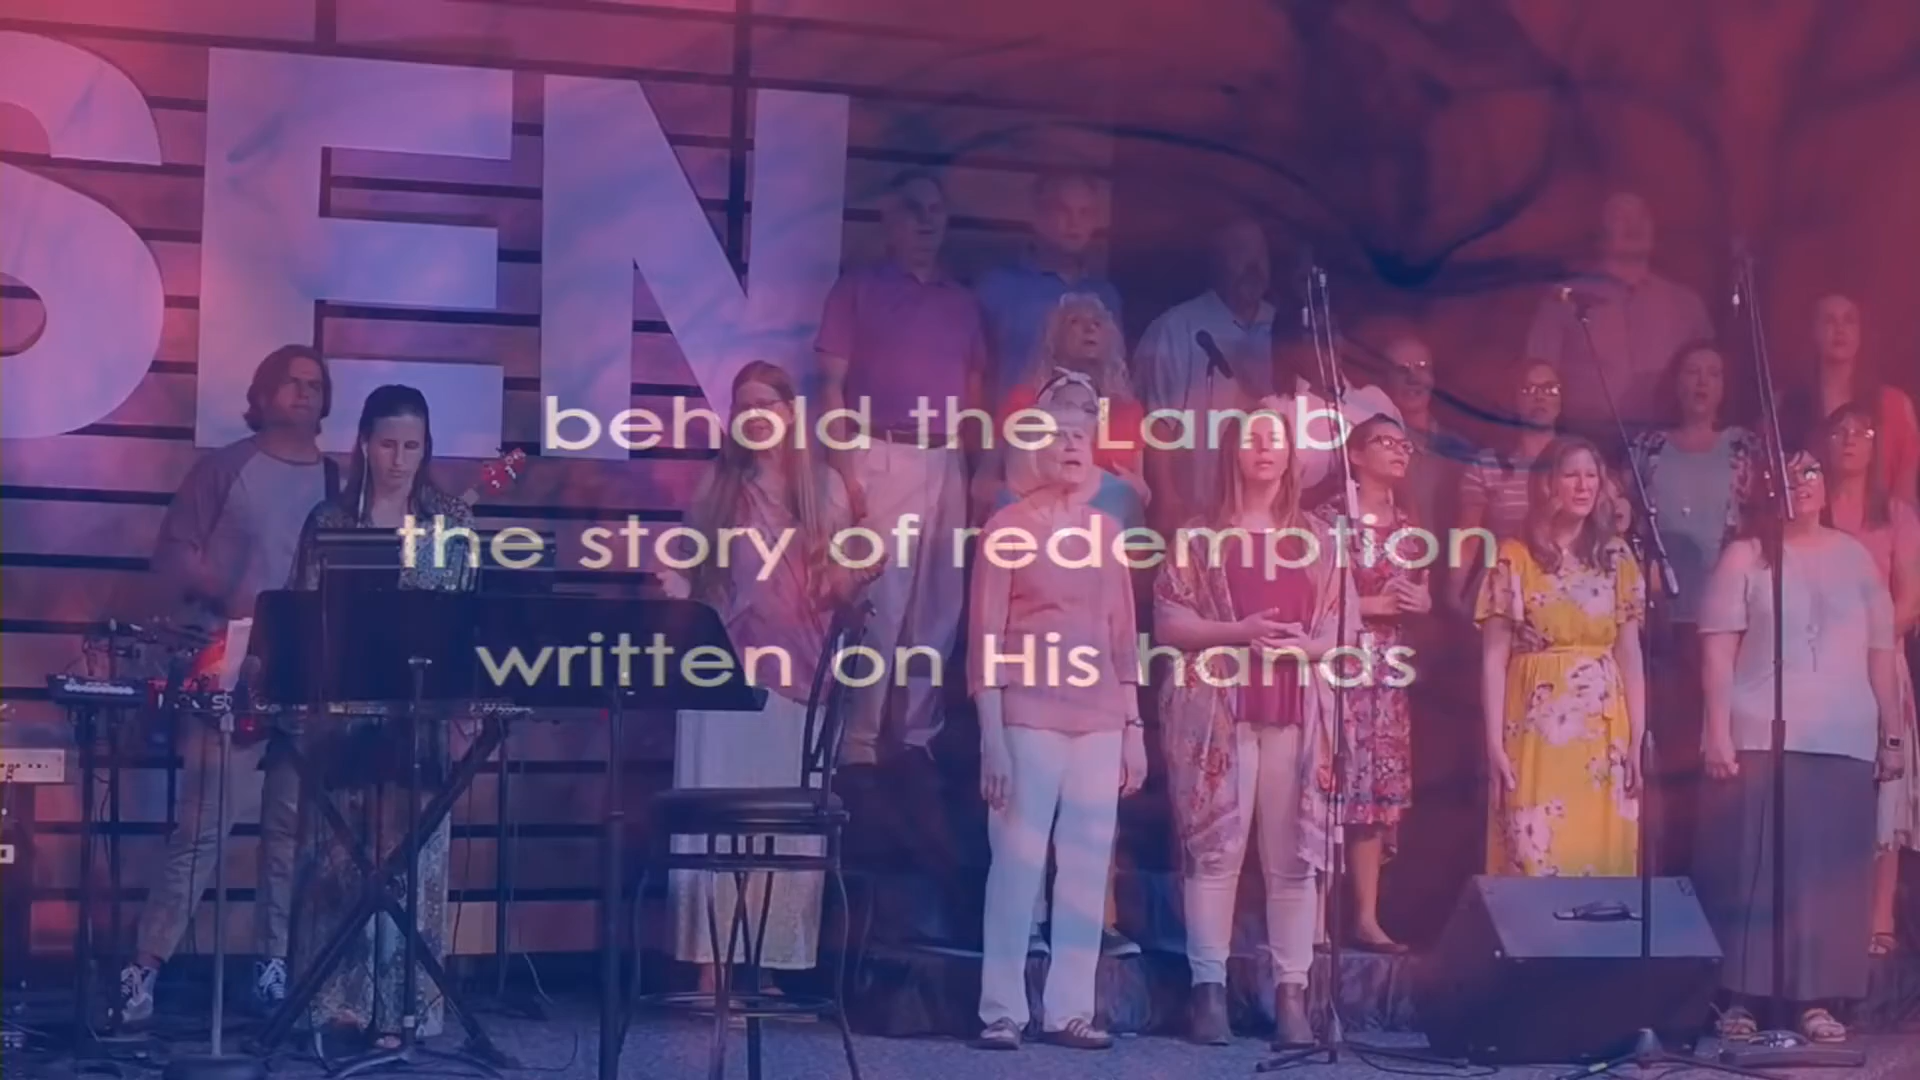 SEN
behold the Lamb
the story of redemption
written on His hands